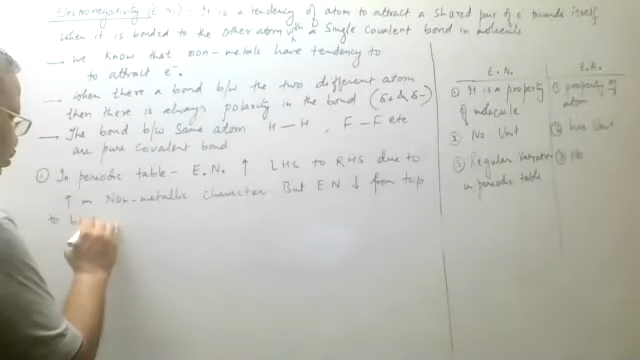 Electronegativity (E.N.) - It is a tendency of atom to attract a shared pair of e⁻ towards itself
when it is bonded to the other atom with a single covalent bond in molecule.
→ we know that non-metals have tendency to
to attract e⁻.
→ when there a bond b/w the two different atom
then there is always polarity in the bond (δ+ & δ-)
→ The bond b/w same atom H-H, F-F etc
are pure covalent bond
① In periodic table - E.N. ↑ LHS to RHS due to
↑ in Non-metallic character But E.N ↓ from top
to b
E.N.
① It is a property
of molecule
② No Unit
③ Regular Variation
in periodic table
E.A.
① property of
atom
② has Unit
③ No